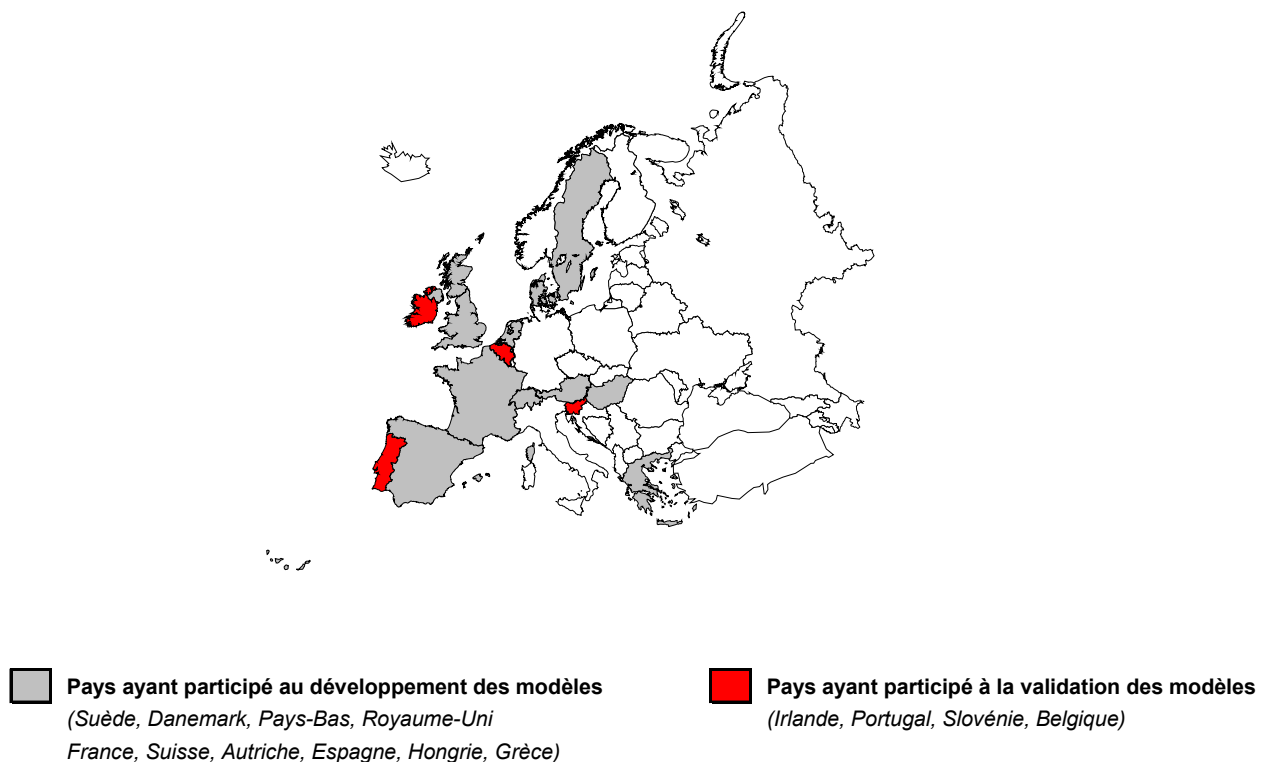 Pays ayant participé au développement des modèles
(Suède, Danemark, Pays-Bas, Royaume-Uni
France, Suisse, Autriche, Espagne, Hongrie, Grèce)
Pays ayant participé à la validation des modèles
(Irlande, Portugal, Slovénie, Belgique)